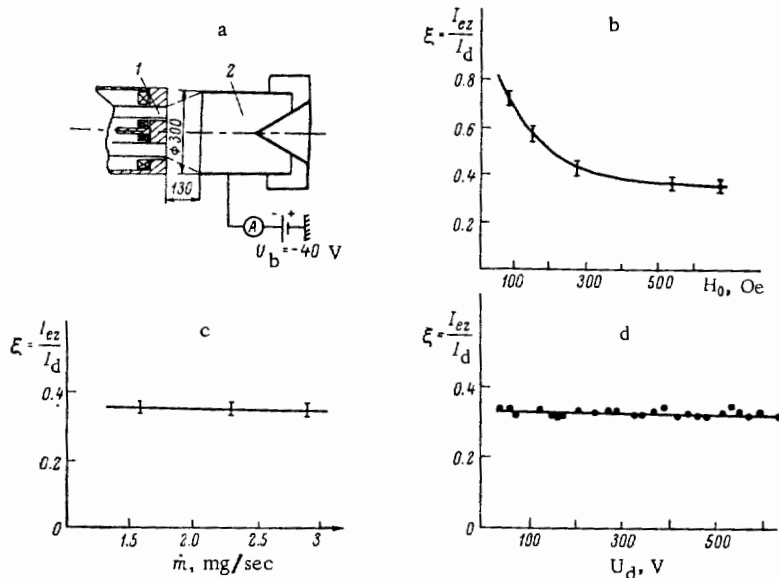 a
1
2
Φ300
130
A
- +
U_b = -40 V
b
ξ = I_ez / I_d
0.8
0.6
0.4
0.2
100 300 500 H_0, Oe
c
ξ = I_ez / I_d
0.4
0.2
0
1.5 2.0 2.5 3
ṁ, mg/sec
d
ξ = I_ez / I_d
0.4
0.2
0
100 300 500
U_d, V